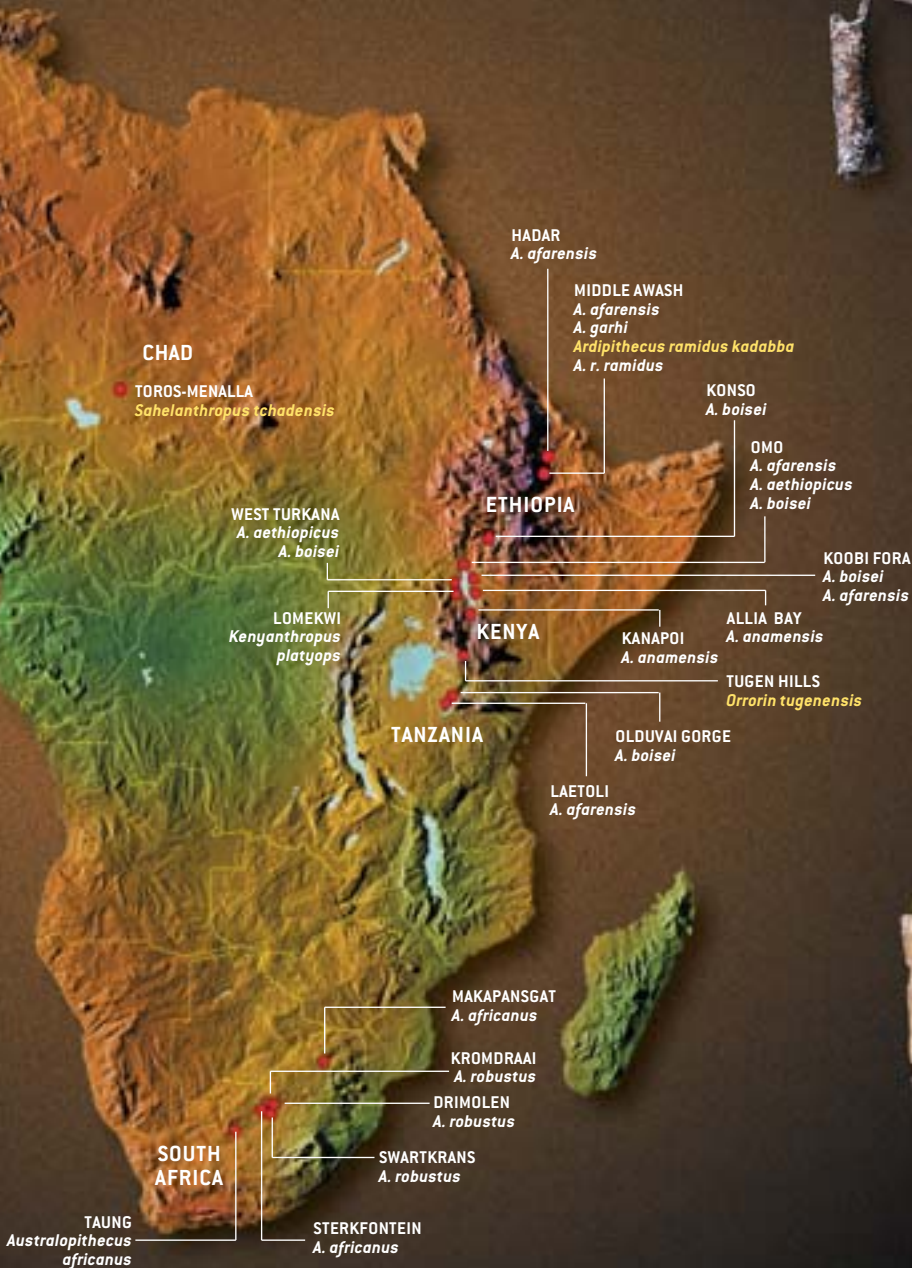 HADAR
A. afarensis
MIDDLE AWASH
A. afarensis
A. garhi
Ardipithecus ramidus kadabba
A. r. ramidus
CHAD
TOROS-MENALLA
Sahelanthropus tchadensis
KONSO
A. boisei
OMO
A. afarensis
A. aethiopicus
A. boisei
ETHIOPIA
WEST TURKANA
A. aethiopicus
A. boisei
KOOBI FORA
A. boisei
A. afarensis
LOMEKWI
Kenyanthropus
platyops
KENYA
KANAPOI
A. anamensis
ALLIA BAY
A. anamensis
TUGEN HILLS
Orrorin tugenensis
TANZANIA
OLDUVAI GORGE
A. boisei
LAETOLI
A. afarensis
MAKAPANSGAT
A. africanus
KROMDRAAI
A. robustus
DRIMOLEN
A. robustus
SOUTH
AFRICA
SWARTKRANS
A. robustus
TAUNG
Australopithecus
africanus
STERKFONTEIN
A. africanus